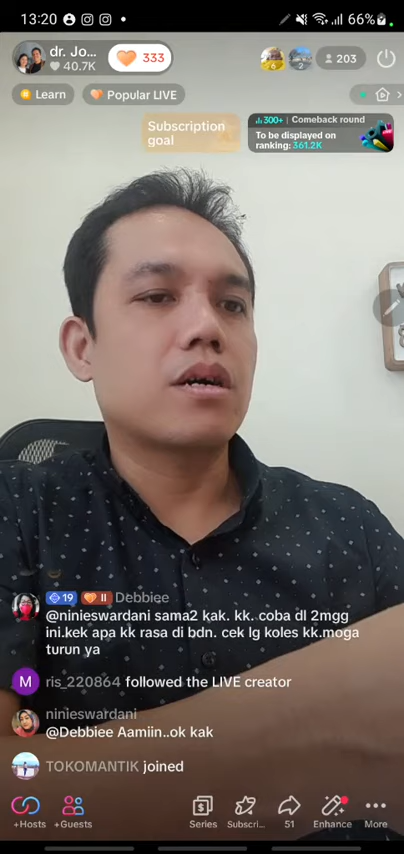 13:20
66%
dr. Jo...
40.7K
333
6
2
203
Learn
Popular LIVE
Subscription
goal
300+ | Comeback round
To be displayed on
ranking: 361.2K
19 II Debbiee
@ninieswardani sama2 kak. kk. coba dl 2mgg
ini.kek apa kk rasa di bdn. cek lg koles kk.moga
turun ya
M
ris_220864 followed the LIVE creator
ninieswardani
@Debbiee Aamiin..ok kak
TOKOMANTIK joined
+Hosts
+Guests
Series
Subscri...
51
Enhance
More